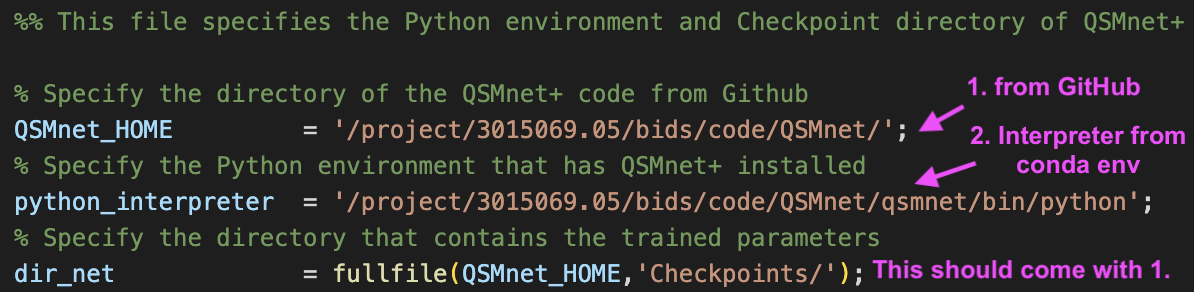 %% This file specifies the Python environment and Checkpoint directory of QSMnet+
% Specify the directory of the QSMnet+ code from Github
1. from GitHub
QSMnet_HOME = '/project/3015069.05/bids/code/QSMnet/';
2. Interpreter from
conda env
% Specify the Python environment that has QSMnet+ installed
python_interpreter = '/project/3015069.05/bids/code/QSMnet/qsmnet/bin/python';
% Specify the directory that contains the trained parameters
dir_net = fullfile(QSMnet_HOME,'Checkpoints/'); This should come with 1.